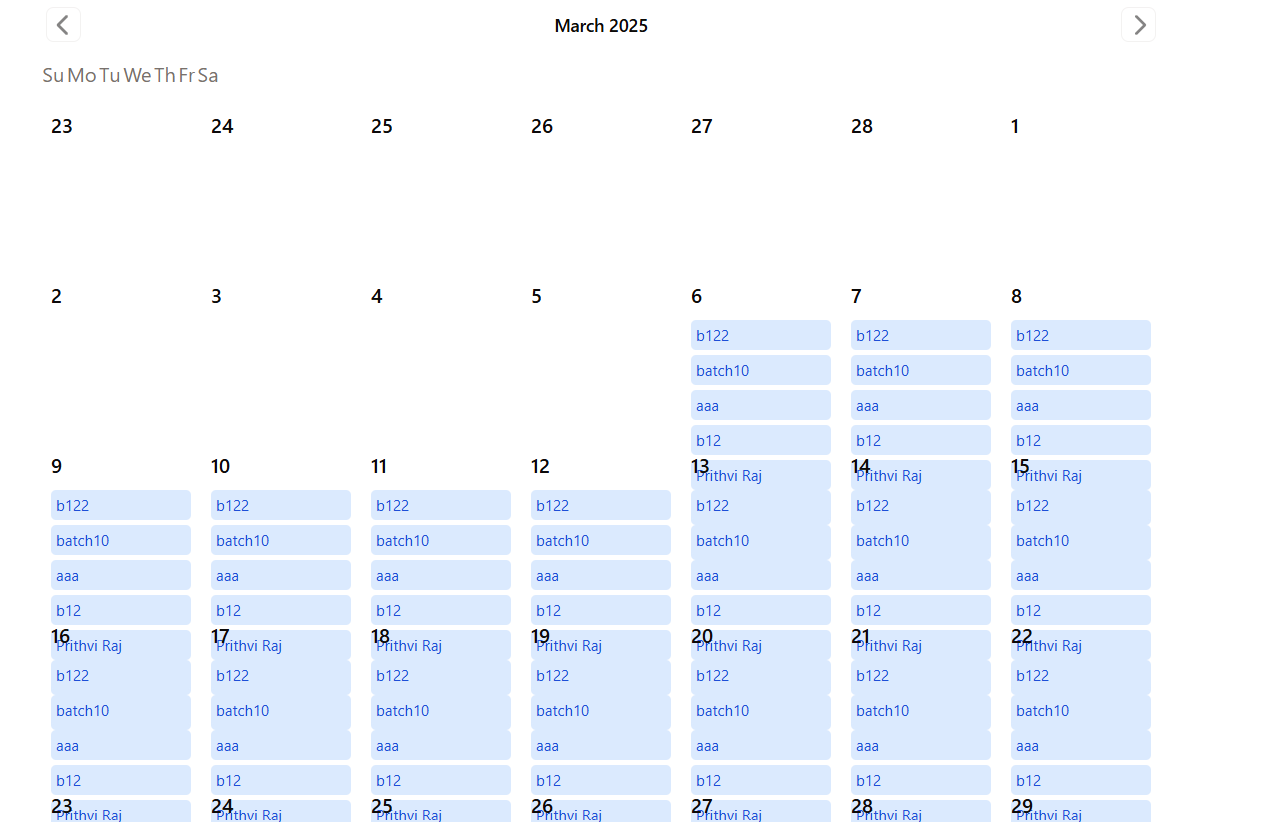 March 2025
Su Mo Tu We Th Fr Sa
23 24 25 26 27 28 1
2 3 4 5 6 7 8
b122 b122 b122
batch10 batch10 batch10
aaa aaa aaa
b12 b12 b12
9 10 11 12 13 14 15
Prithvi Raj Prithvi Raj Prithvi Raj
b122 b122 b122 b122 b122 b122 b122
batch10 batch10 batch10 batch10 batch10 batch10 batch10
aaa aaa aaa aaa aaa aaa aaa
b12 b12 b12 b12 b12 b12 b12
16 17 18 19 20 21 22
Prithvi Raj Prithvi Raj Prithvi Raj Prithvi Raj Prithvi Raj Prithvi Raj Prithvi Raj
b122 b122 b122 b122 b122 b122 b122
batch10 batch10 batch10 batch10 batch10 batch10 batch10
aaa aaa aaa aaa aaa aaa aaa
b12 b12 b12 b12 b12 b12 b12
23 24 25 26 27 28 29
Prithvi Raj Prithvi Raj Prithvi Raj Prithvi Raj Prithvi Raj Prithvi Raj Prithvi Raj